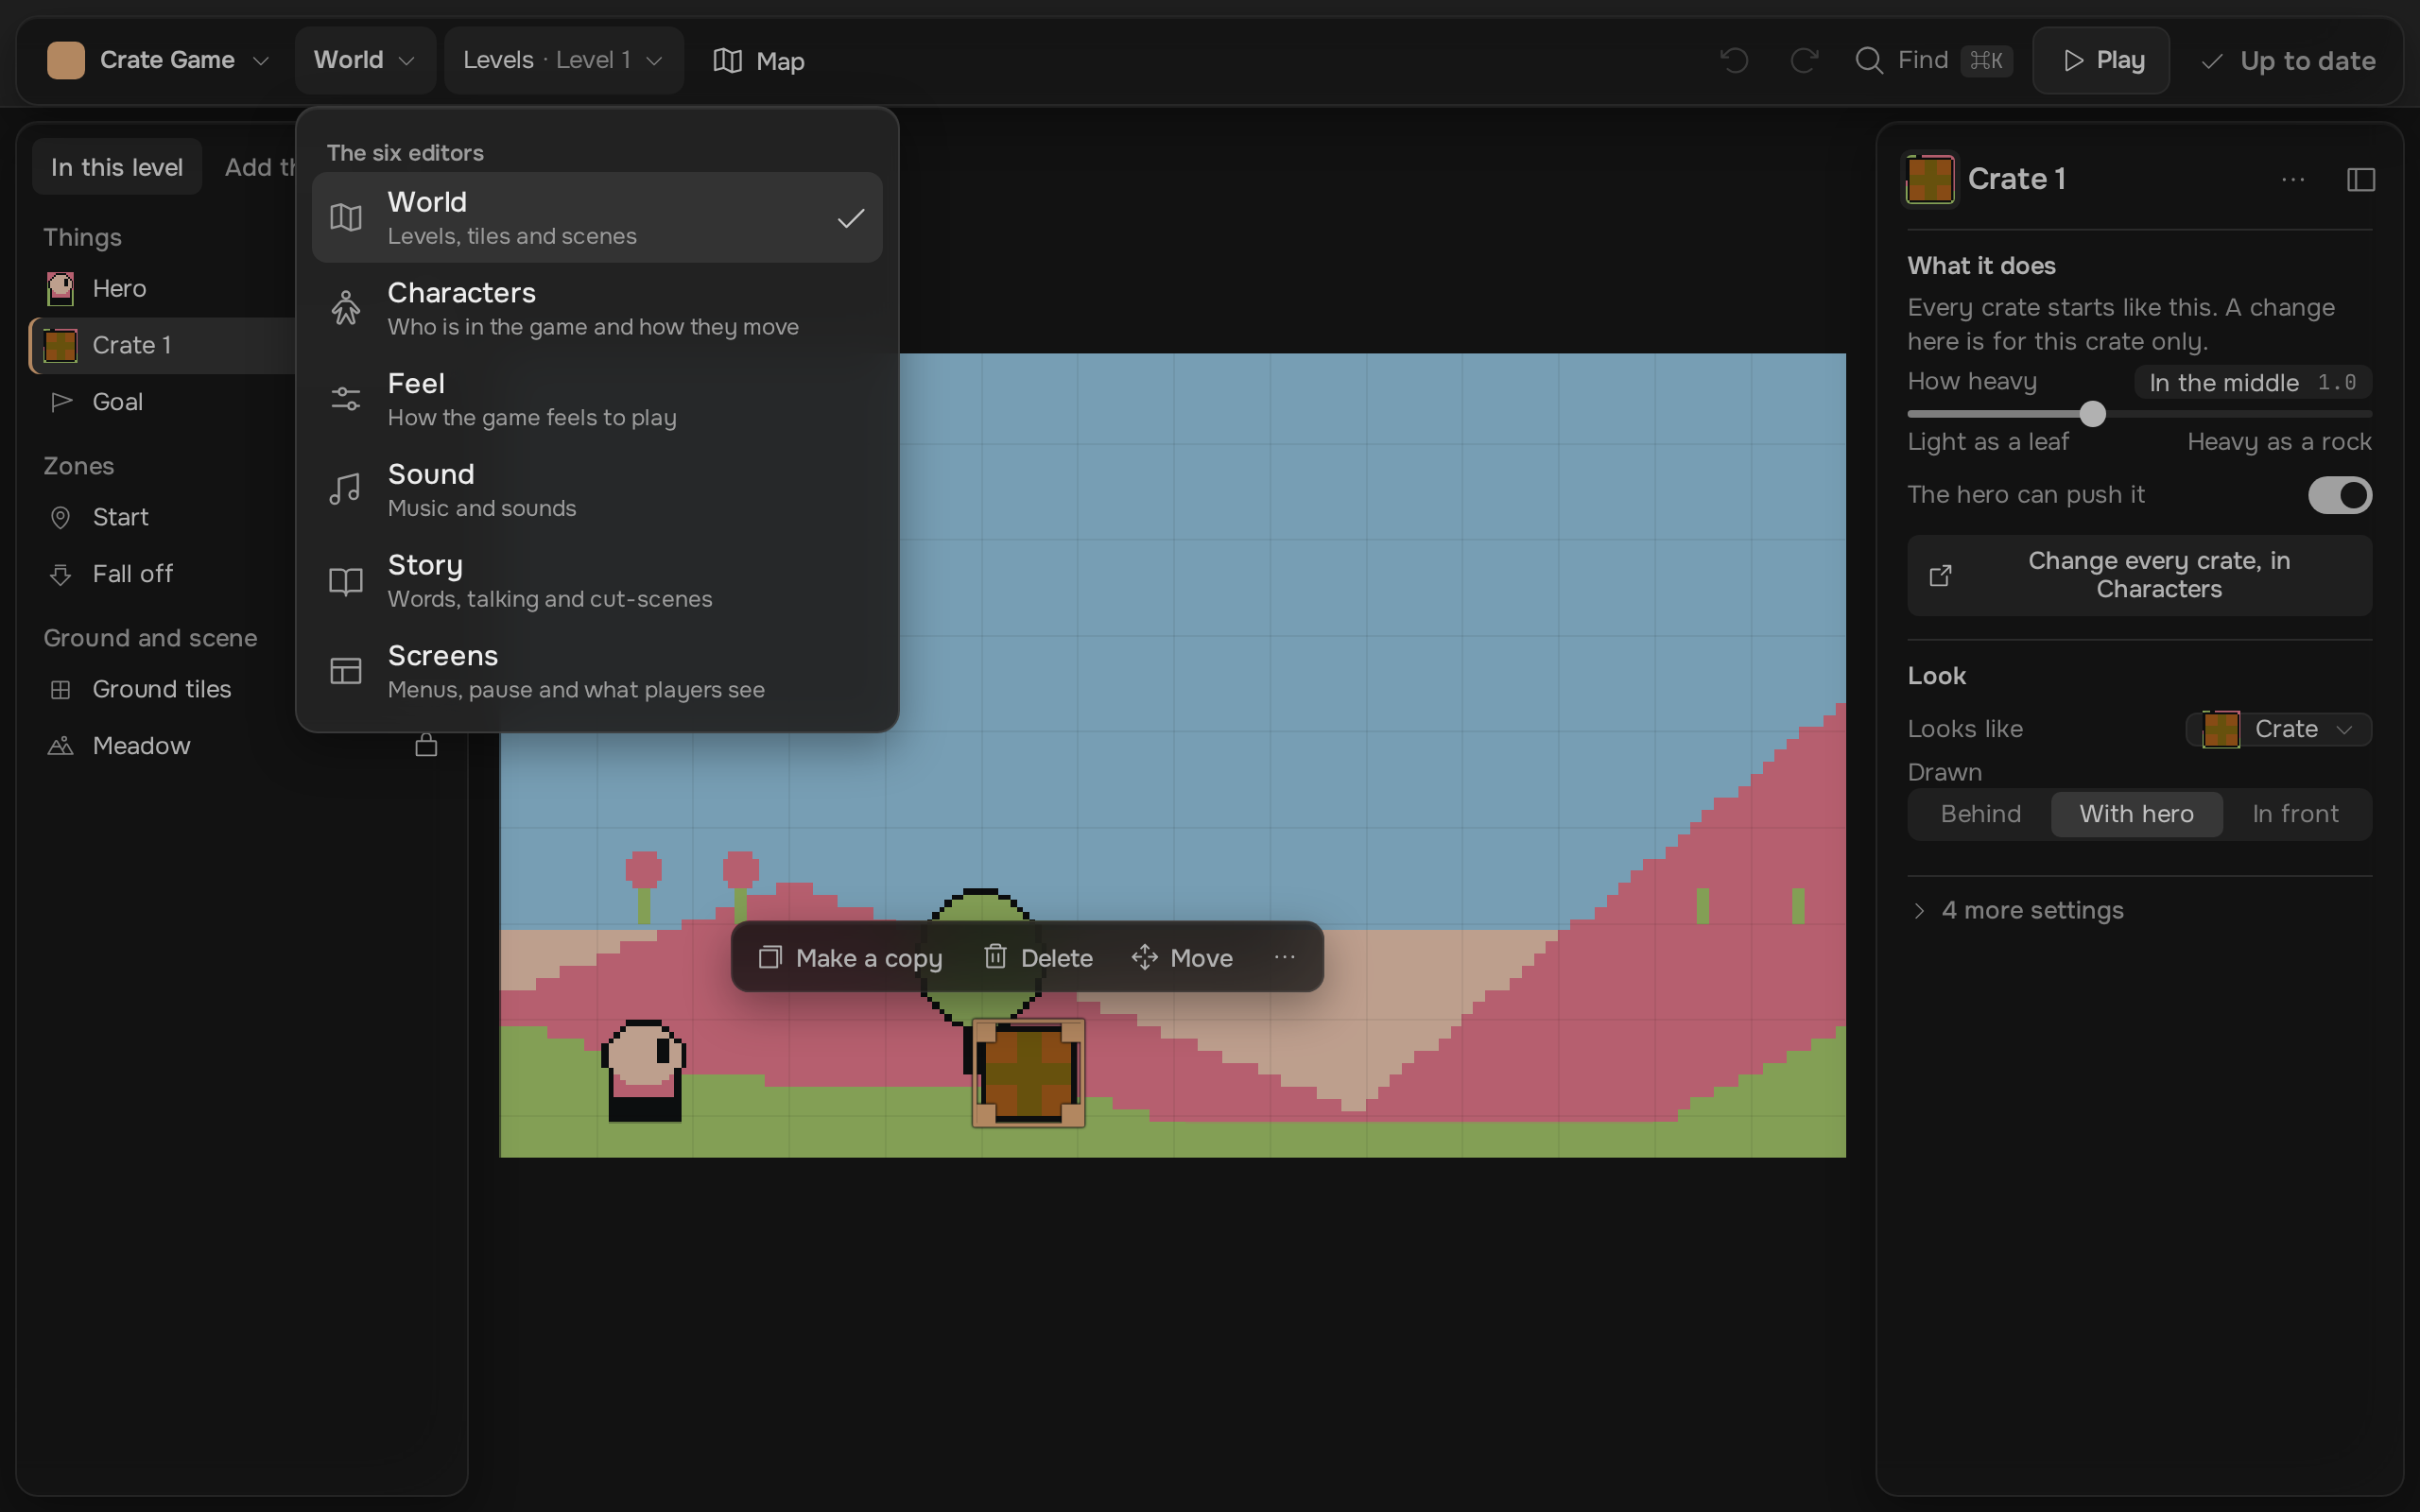 Crate Game
World
Levels · Level 1
Map
Find ⌘K
Play
Up to date
In this level
Add
Things
Hero
Crate 1
Goal
Zones
Start
Fall off
Ground and scene
Ground tiles
Meadow
The six editors
World
Levels, tiles and scenes
Characters
Who is in the game and how they move
Feel
How the game feels to play
Sound
Music and sounds
Story
Words, talking and cut-scenes
Screens
Menus, pause and what players see
Make a copy
Delete
Move
Crate 1
What it does
Every crate starts like this. A change
here is for this crate only.
How heavy
In the middle 1.0
Light as a leaf
Heavy as a rock
The hero can push it
Change every crate, in
Characters
Look
Looks like
Crate
Drawn
Behind
With hero
In front
4 more settings